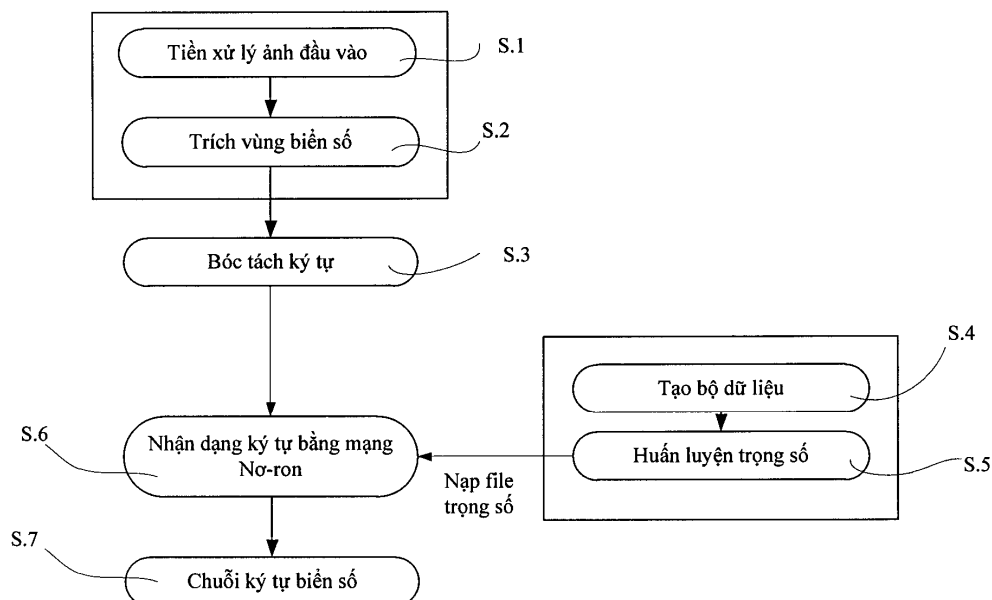 Tiền xử lý ảnh đầu vào
S.1
Trích vùng biển số
S.2
Bóc tách ký tự
S.3
S.4
Tạo bộ dữ liệu
S.6
Nhận dạng ký tự bằng mạng
Nơ-ron
Huấn luyện trọng số
S.5
Nạp file
trọng số
S.7
Chuỗi ký tự biển số